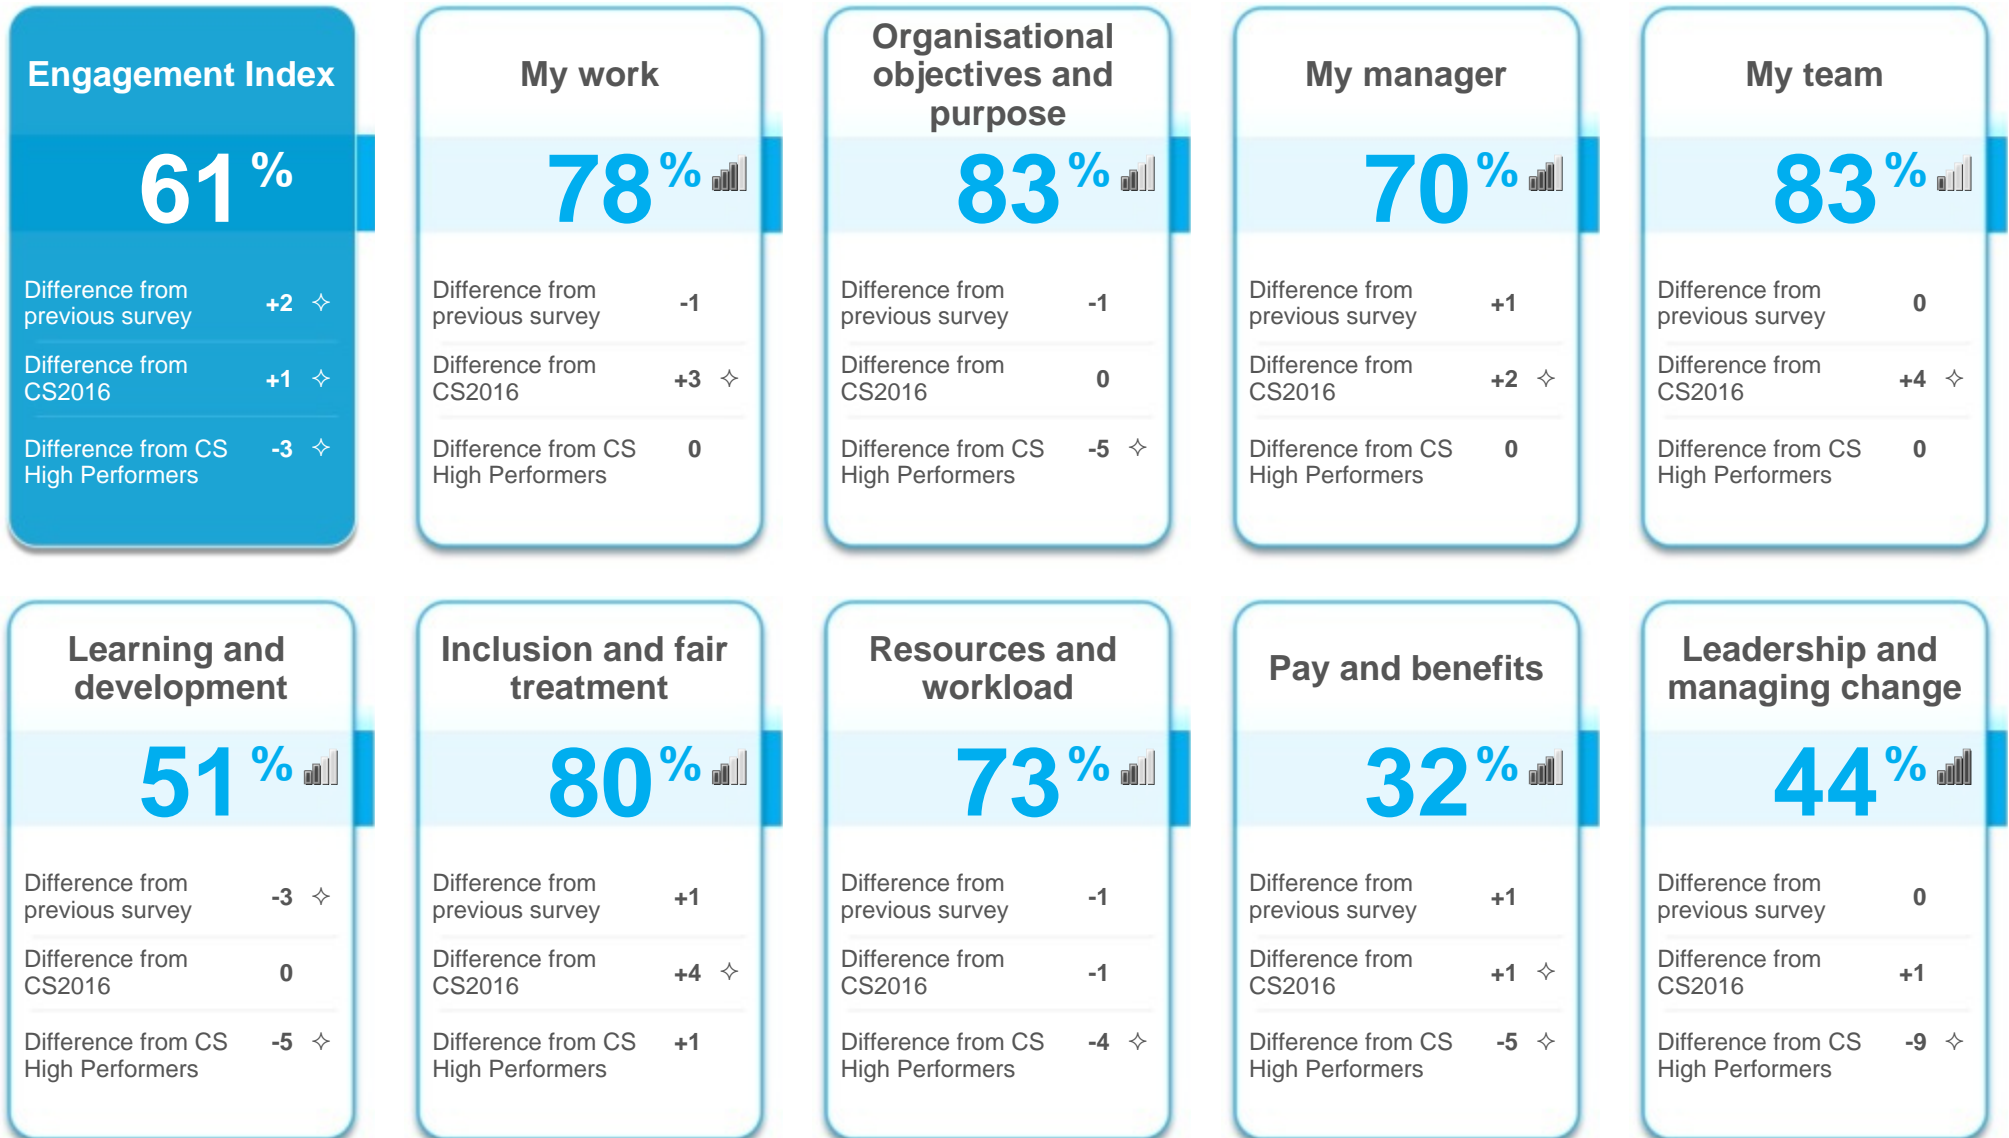 Engagement Index
61%
Difference from
previous survey +2 ✧
Difference from
CS2016 +1 ✧
Difference from CS
High Performers -3 ✧
My work
78%
Difference from
previous survey -1
Difference from
CS2016 +3 ✧
Difference from CS
High Performers 0
Organisational
objectives and
purpose
83%
Difference from
previous survey -1
Difference from
CS2016 0
Difference from CS
High Performers -5 ✧
My manager
70%
Difference from
previous survey +1
Difference from
CS2016 +2 ✧
Difference from CS
High Performers 0
My team
83%
Difference from
previous survey 0
Difference from
CS2016 +4 ✧
Difference from CS
High Performers 0
Learning and
development
51%
Difference from
previous survey -3 ✧
Difference from
CS2016 0
Difference from CS
High Performers -5 ✧
Inclusion and fair
treatment
80%
Difference from
previous survey +1
Difference from
CS2016 +4 ✧
Difference from CS
High Performers +1
Resources and
workload
73%
Difference from
previous survey -1
Difference from
CS2016 -1
Difference from CS
High Performers -4 ✧
Pay and benefits
32%
Difference from
previous survey +1
Difference from
CS2016 +1 ✧
Difference from CS
High Performers -5 ✧
Leadership and
managing change
44%
Difference from
previous survey 0
Difference from
CS2016 +1
Difference from CS
High Performers -9 ✧